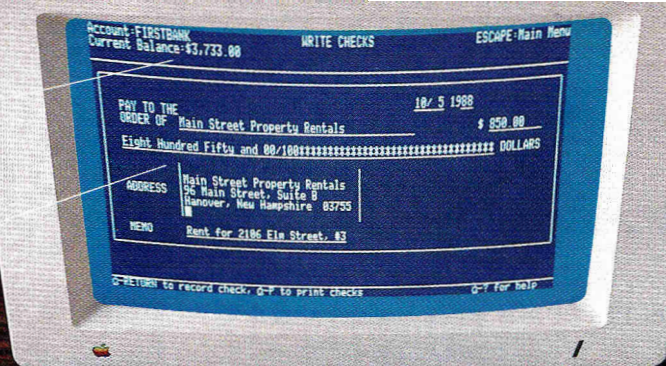 Account:FIRSTBANK WRITE CHECKS ESCAPE:Main Menu
Current Balance:$3,733.00
10/ 5 1988
PAY TO THE
ORDER OF Main Street Property Rentals $ 850.00
Eight Hundred Fifty and 00/100********************************** DOLLARS
Main Street Property Rentals
ADDRESS 96 Main Street, Suite B
Hanover, New Hampshire 03755
MEMO Rent for 2106 Elm Street, #3
-RETURN to record check, -P to print checks -? for help